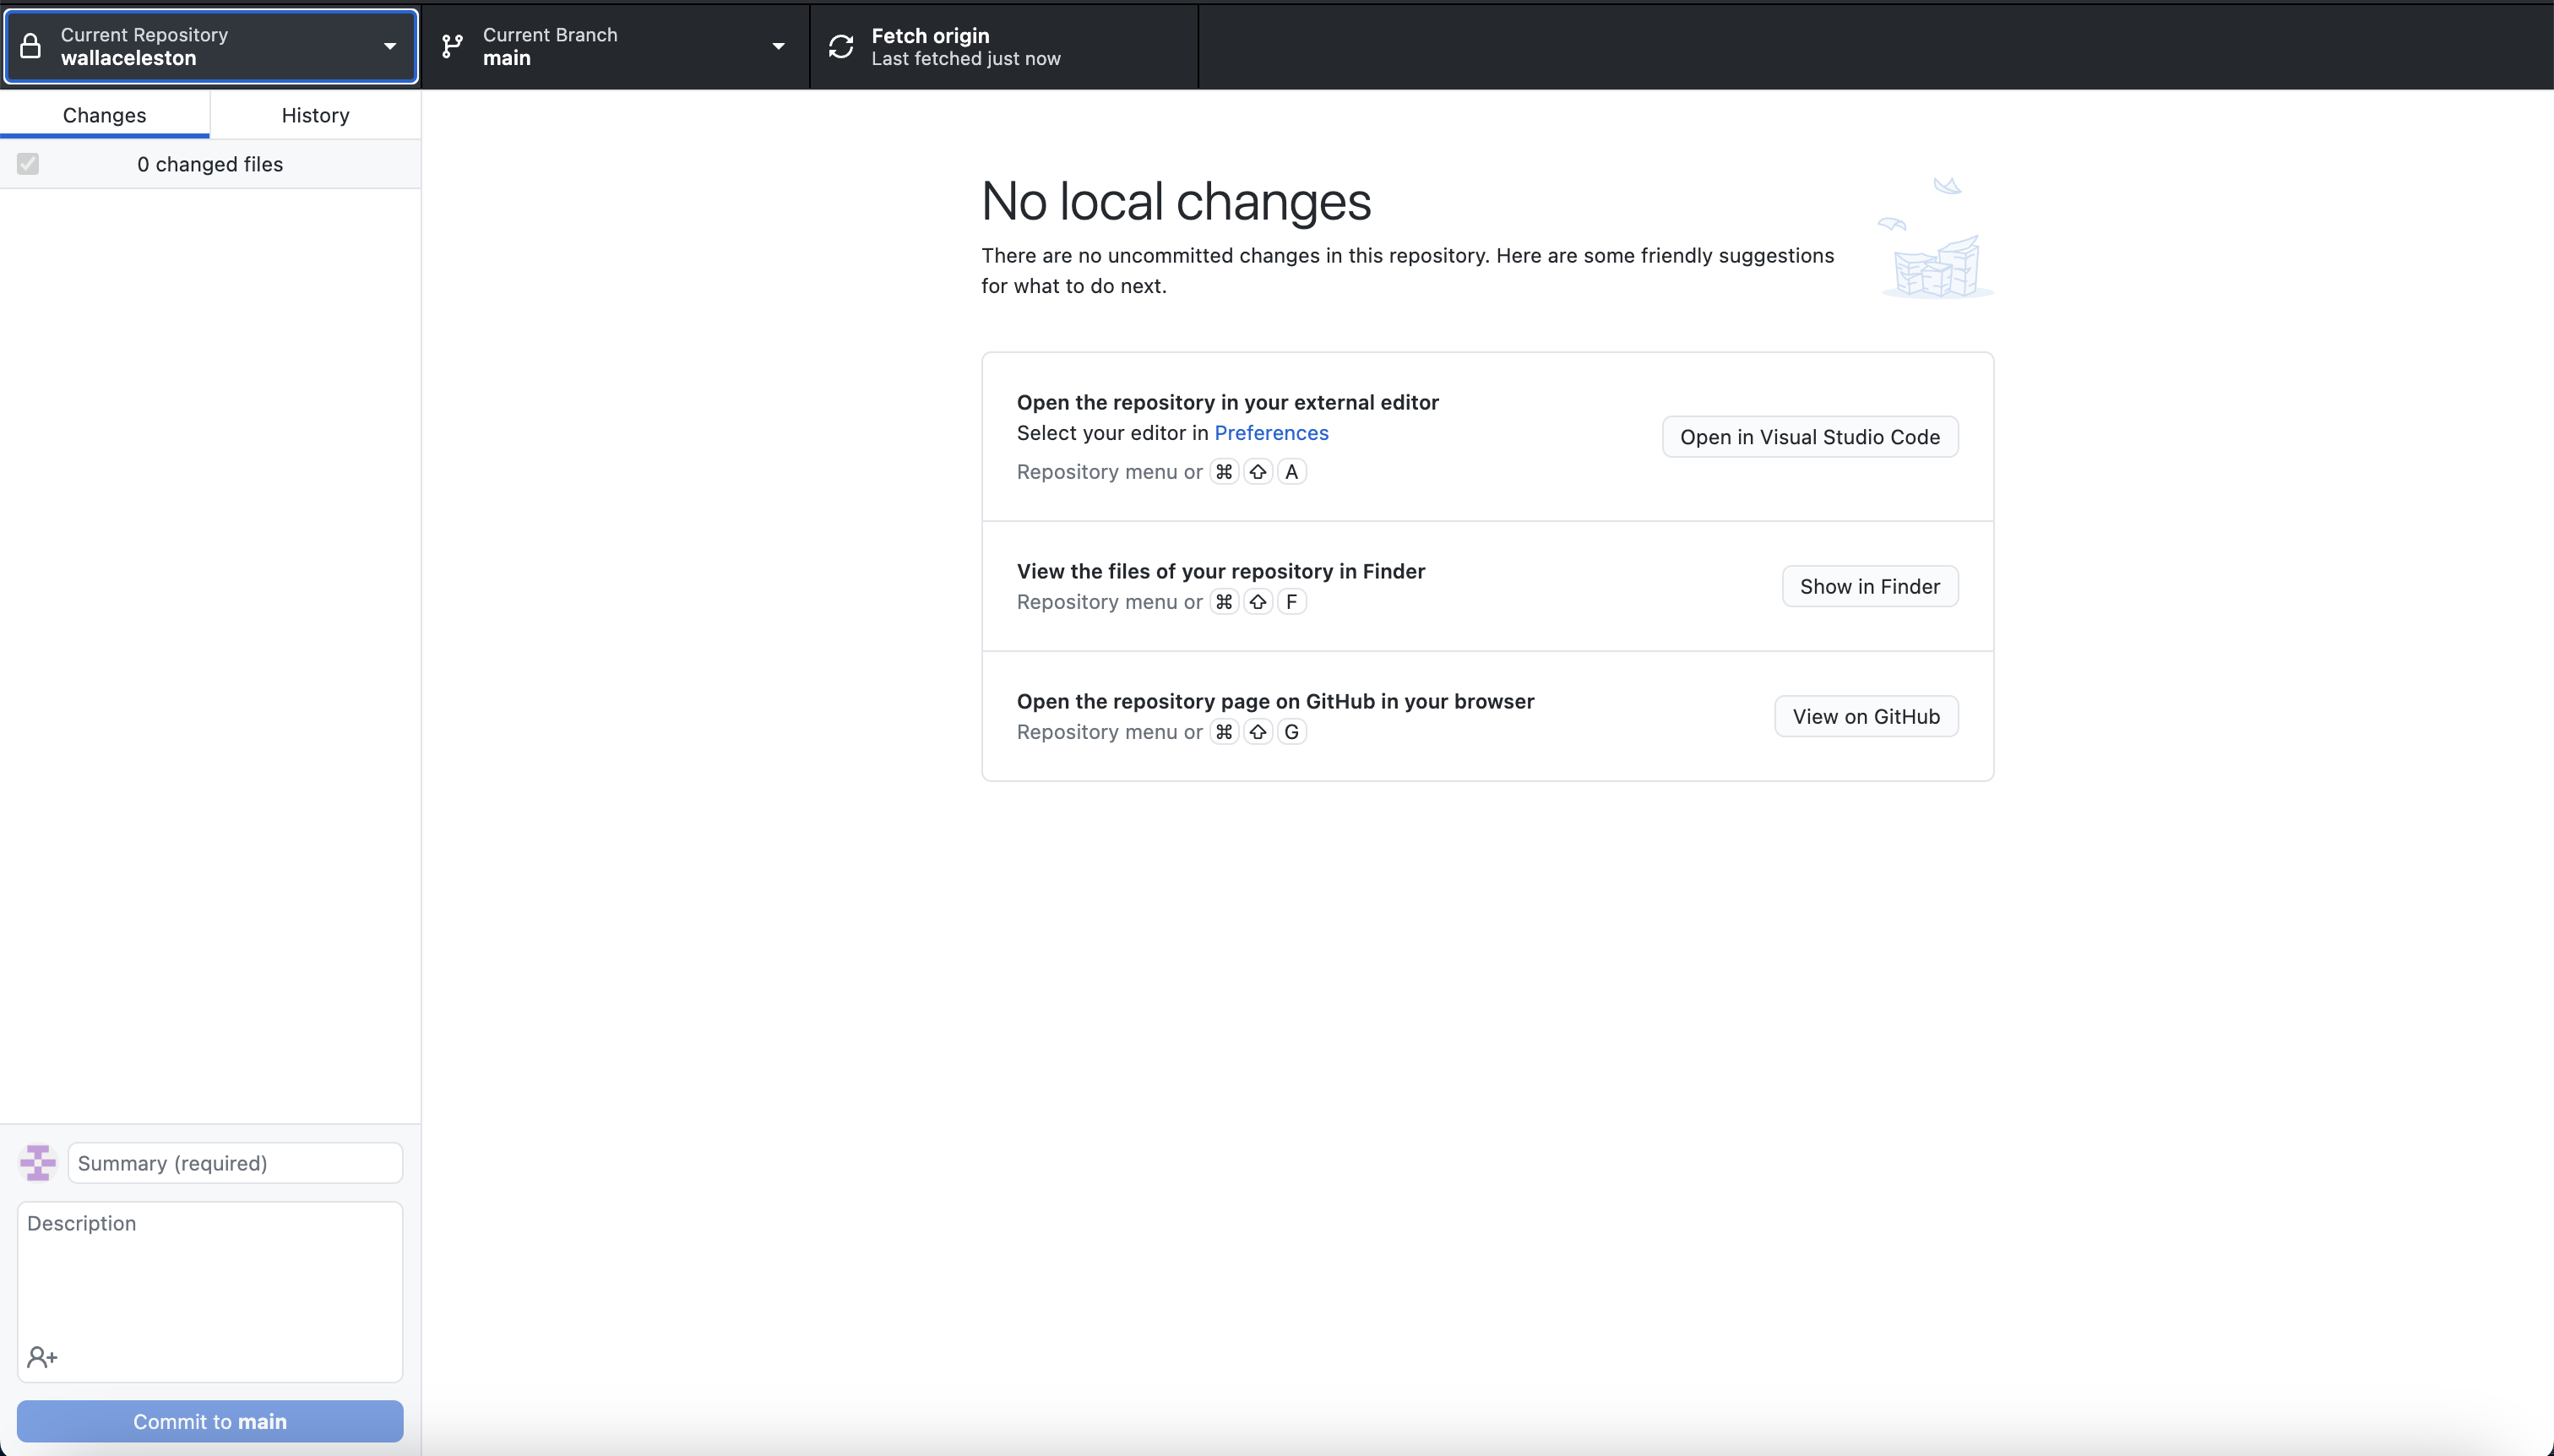 Current Repository
wallaceleston
Current Branch
main
Fetch origin
Last fetched just now
Changes
History
0 changed files
No local changes
There are no uncommitted changes in this repository. Here are some friendly suggestions
for what to do next.
Open the repository in your external editor
Select your editor in Preferences
Repository menu or ⌘ ⇧ A
Open in Visual Studio Code
View the files of your repository in Finder
Repository menu or ⌘ ⇧ F
Show in Finder
Open the repository page on GitHub in your browser
Repository menu or ⌘ ⇧ G
View on GitHub
Summary (required)
Description
Commit to main